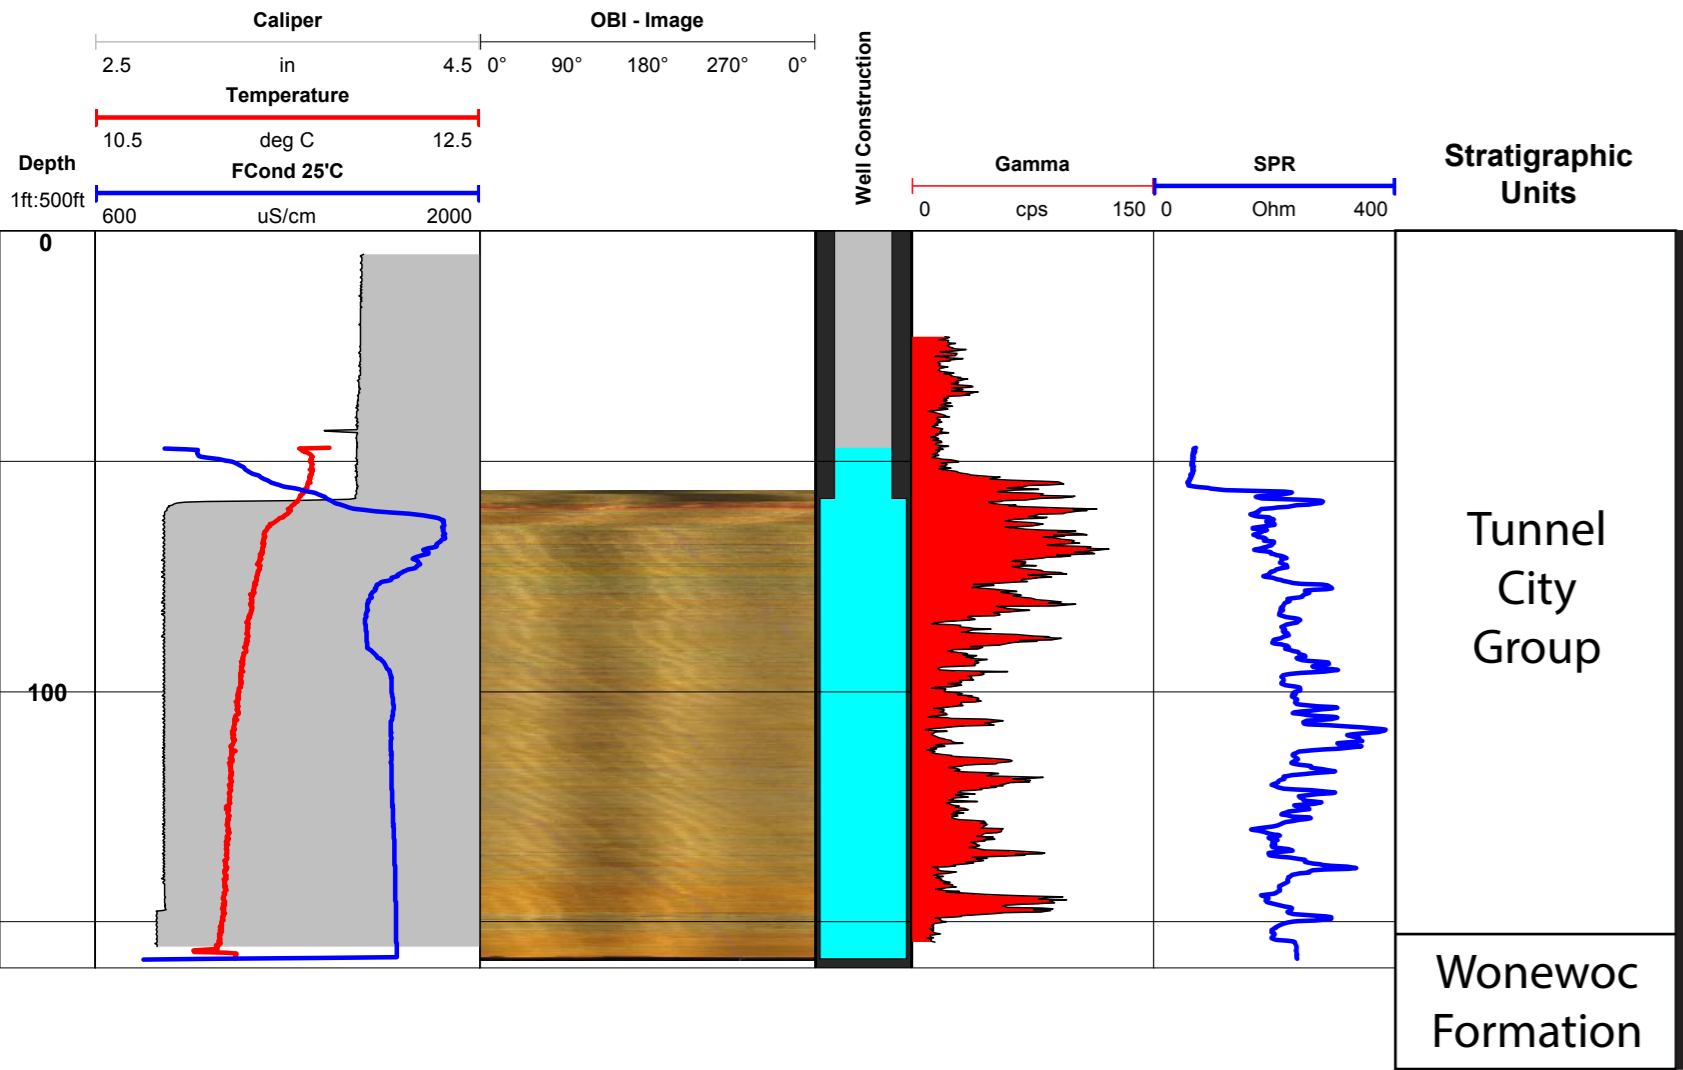 Caliper
2.5 in 4.5
Temperature
10.5 deg C 12.5
FCond 25'C
600 uS/cm 2000
Depth
1ft:500ft
OBI - Image
0° 90° 180° 270° 0°
Well Construction
Gamma
0 cps 150
SPR
0 Ohm 400
Stratigraphic
Units
0
100
Tunnel
City
Group
Wonewoc
Formation